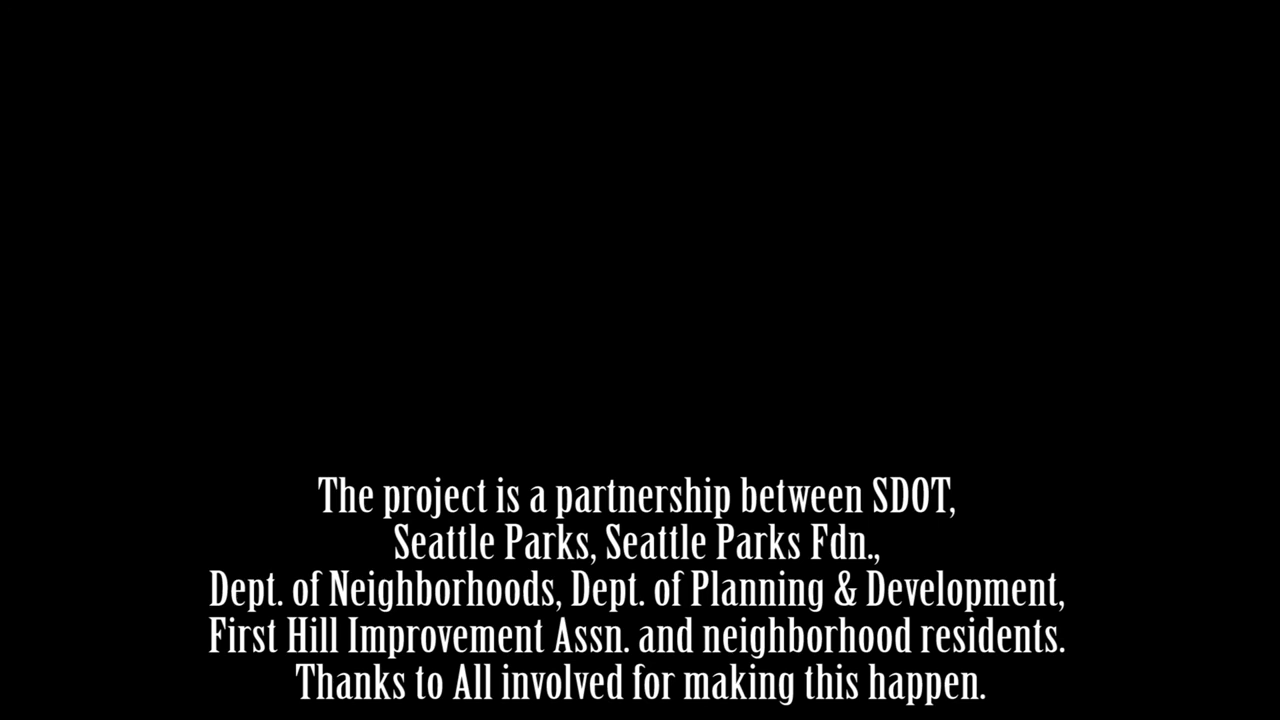 The project is a partnership between SDOT,
Seattle Parks, Seattle Parks Fdn.,
Dept. of Neighborhoods, Dept. of Planning & Development,
First Hill Improvement Assn. and neighborhood residents.
Thanks to All involved for making this happen.